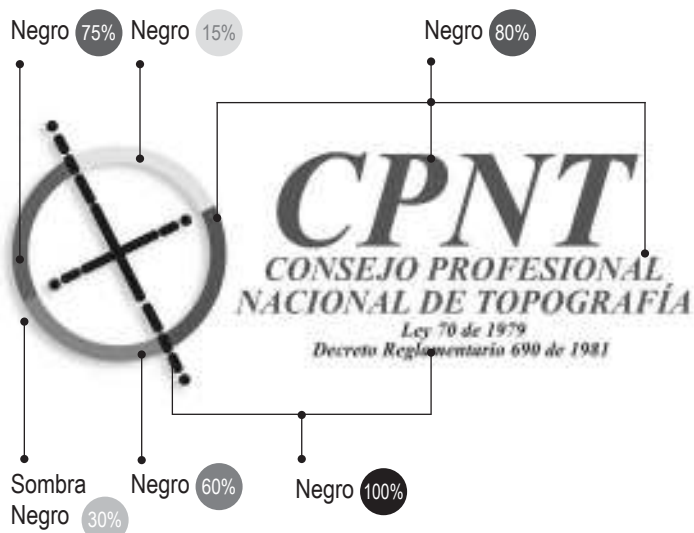 Negro 75% Negro 15% Negro 80%
CPNT
CONSEJO PROFESIONAL
NACIONAL DE TOPOGRAFÍA
Ley 70 de 1979
Decreto Reglamentario 690 de 1981
Sombra
Negro 30%
Negro 60%
Negro 100%